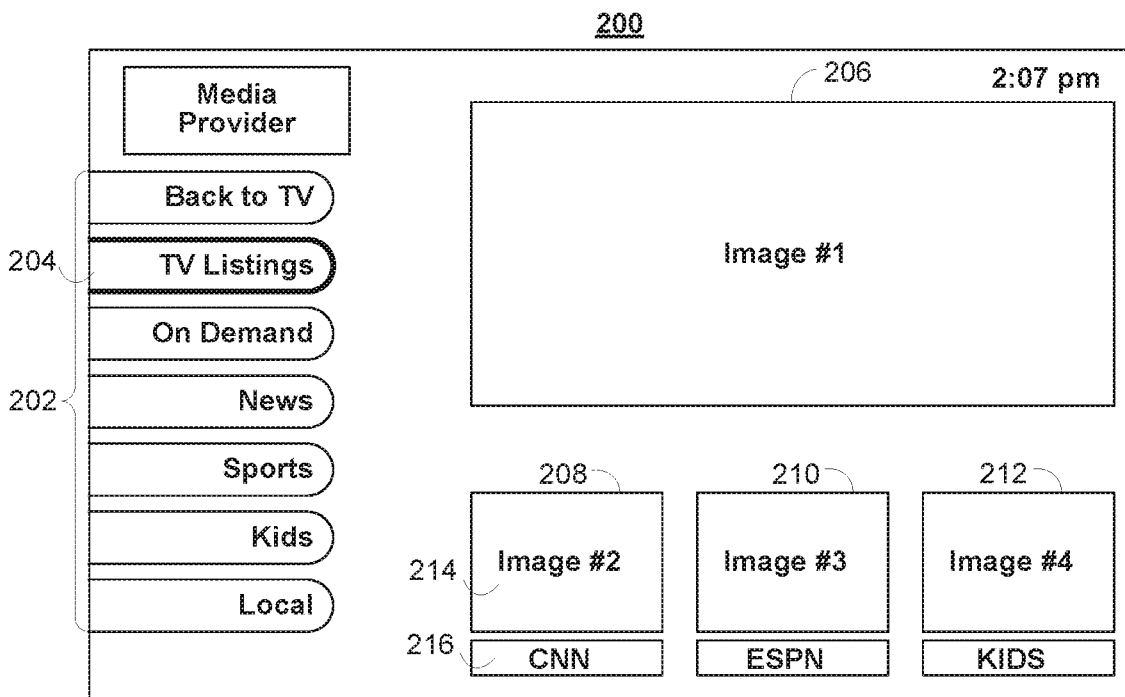 200
206
2:07 pm
Media
Provider
Back to TV
204
TV Listings
Image #1
On Demand
202
News
Sports
208
210
212
Kids
214
Image #2
Image #3
Image #4
Local
216
CNN
ESPN
KIDS